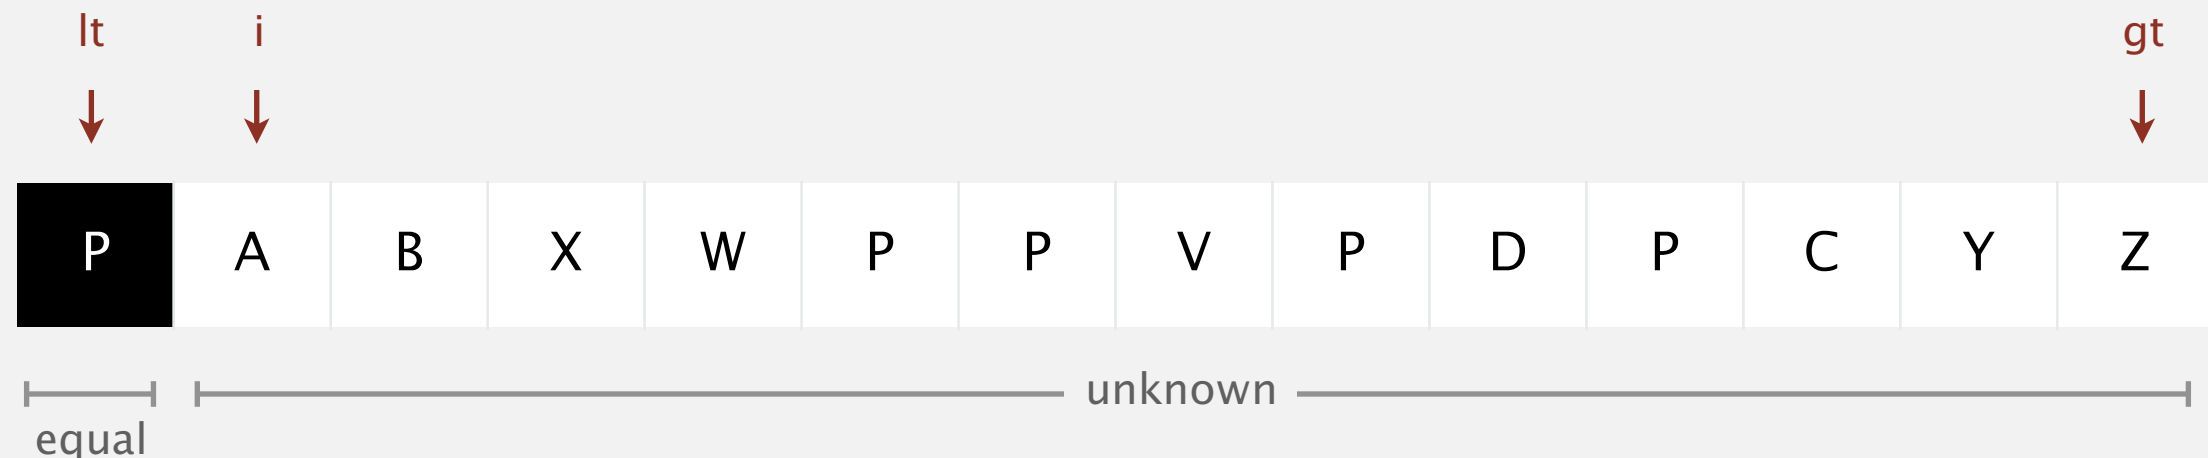 lt i gt
P A B X W P P V P D P C Y Z
unknown
equal